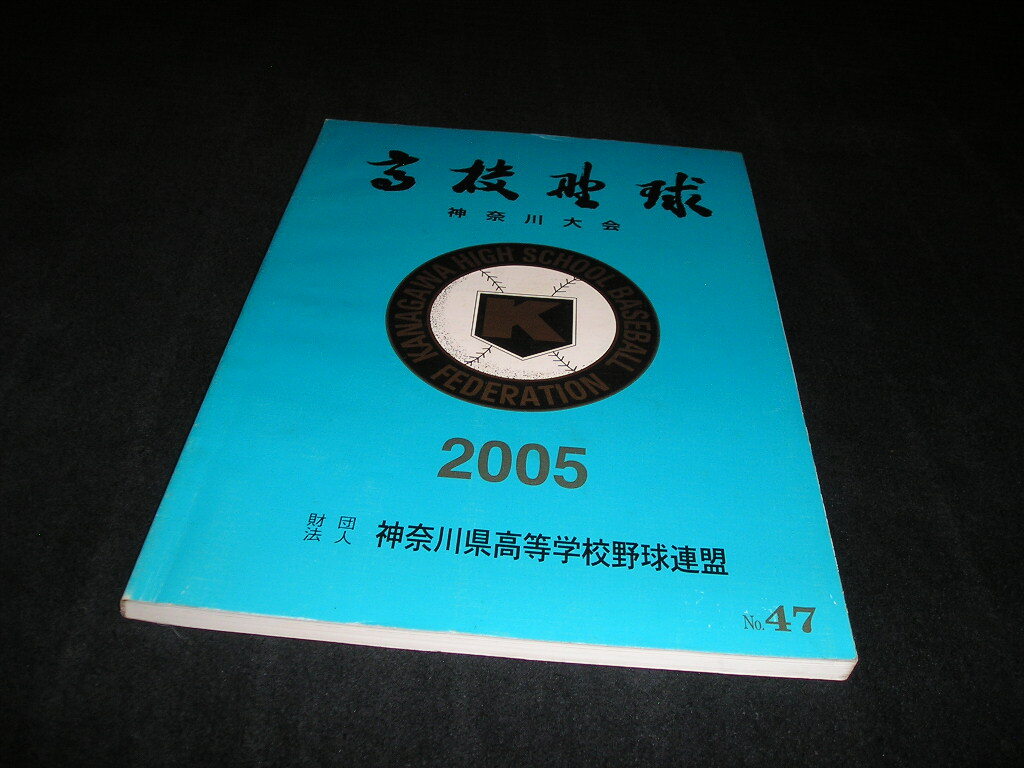 高校野球
神奈川大会
KANAGAWA HIGH SCHOOL BASEBALL
FEDERATION
K
2005
財団
法人
神奈川県高等学校野球連盟
No.47